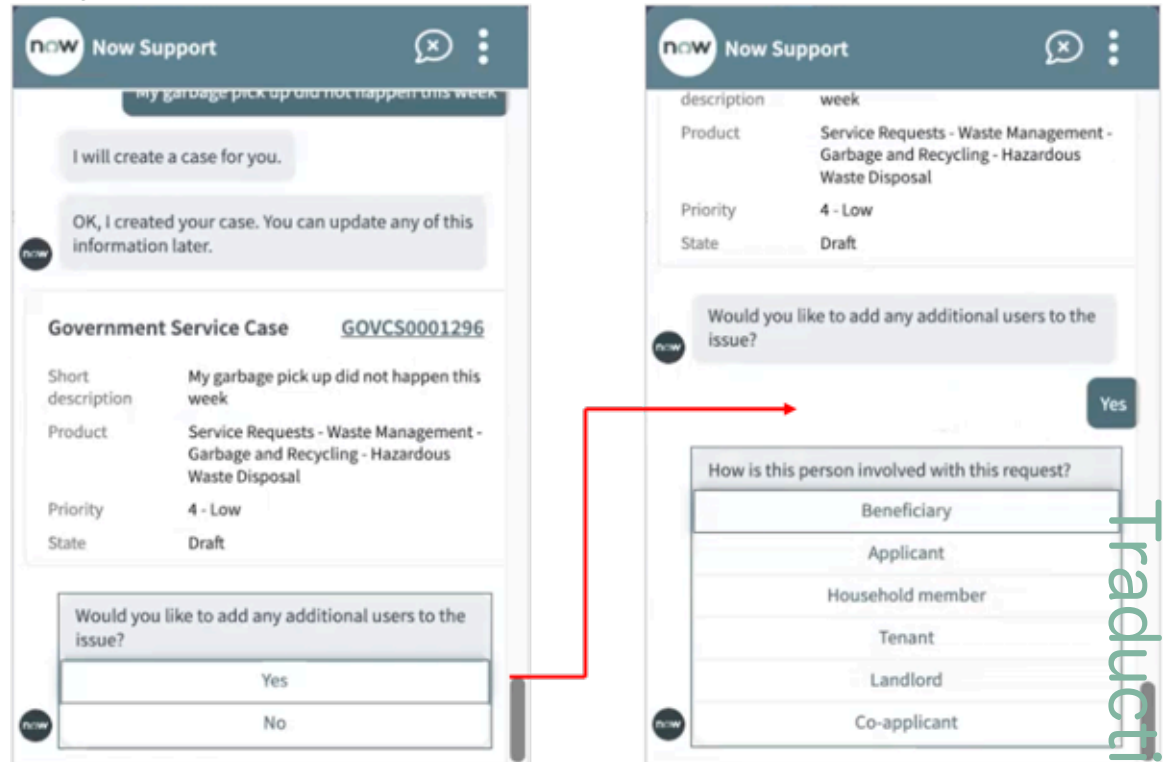 now Now Support
My garbage pick up did not happen this week
I will create a case for you.
OK, I created your case. You can update any of this
information later.
now
Government Service Case GOVCS0001296
Short
description
My garbage pick up did not happen this
week
Product
Service Requests - Waste Management -
Garbage and Recycling - Hazardous
Waste Disposal
Priority
4 - Low
State
Draft
Would you like to add any additional users to the
issue?
Yes
No
now
now Now Support
description
week
Product
Service Requests - Waste Management -
Garbage and Recycling - Hazardous
Waste Disposal
Priority
4 - Low
State
Draft
Would you like to add any additional users to the
issue?
now
Yes
How is this person involved with this request?
Beneficiary
Applicant
Household member
Tenant
Landlord
Co-applicant
now
Traducti